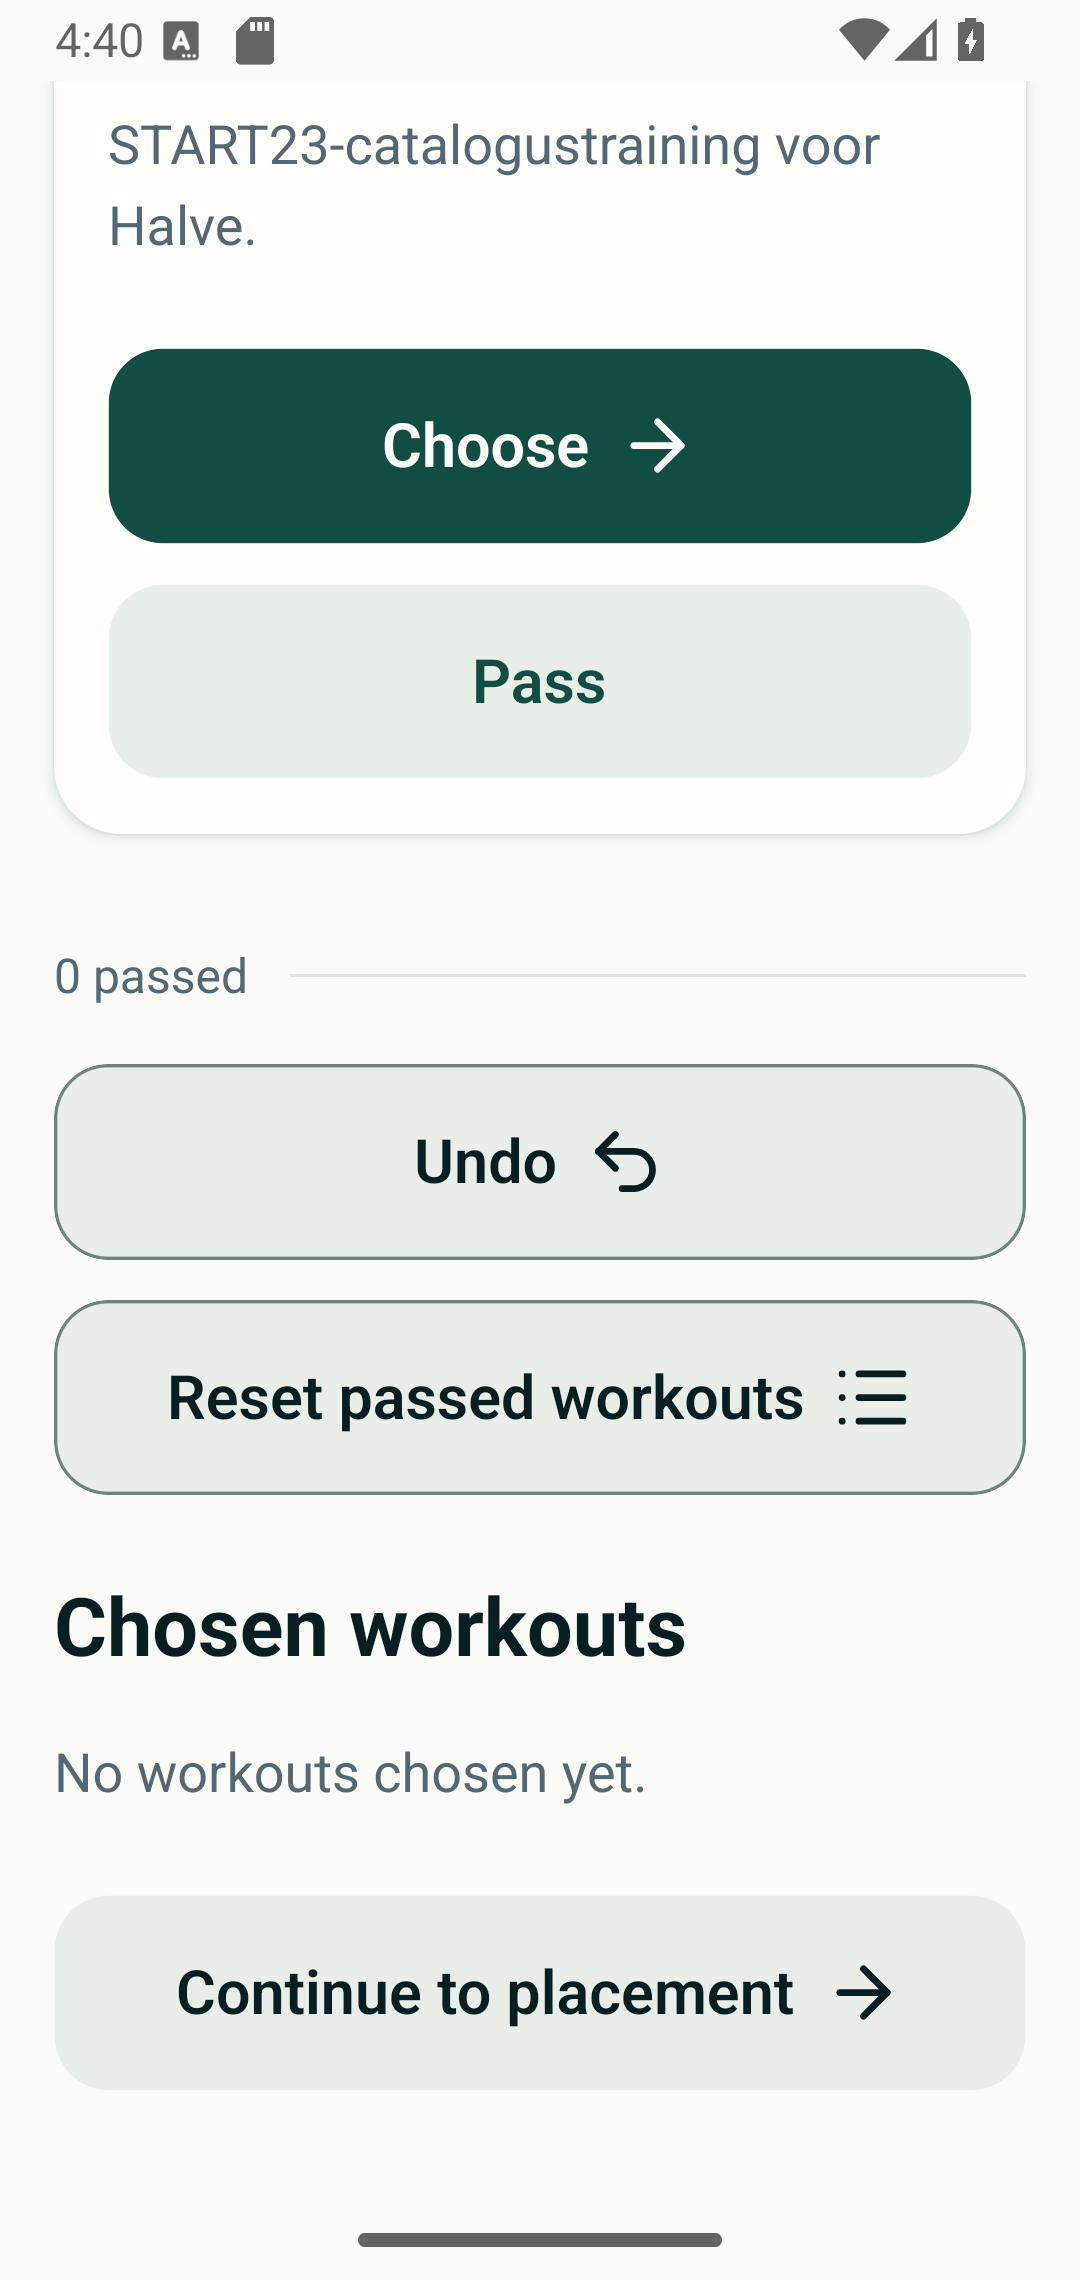 4:40
START23-catalogustraining voor
Halve.
Choose
Pass
0 passed
Undo
Reset passed workouts
Chosen workouts
No workouts chosen yet.
Continue to placement